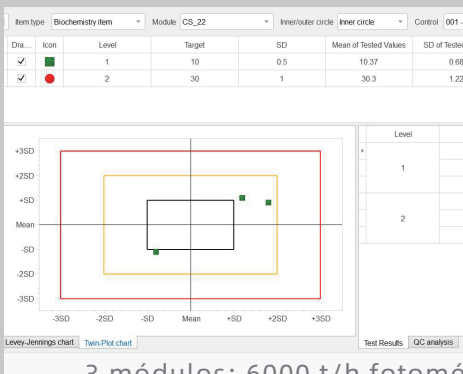 Item type Biochemistry item Module CS_22 Inner/outer circle Inner circle Control 001 -
Dra... Icon Level Target SD Mean of Tested Values SD of Tested
1 10 0.5 10.37 0.68
2 30 1 30.3 1.22
Level
+3SD
+2SD
+SD
Mean
-SD
-2SD
-3SD
-3SD -2SD -SD Mean +SD +2SD +3SD
1
2
Levey-Jennings chart Twin-Plot chart Test Results QC analysis
3 módulos: 6000 t/h fotomé